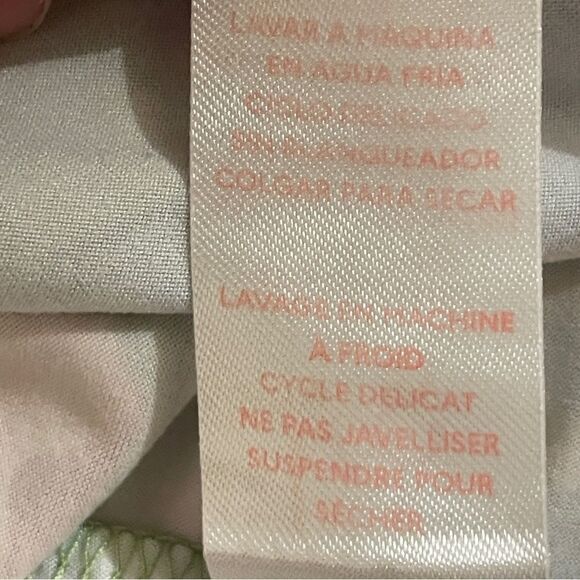 LAVAR A MAQUINA
EN AGUA FRIA
CICLO DELICADO
SIN BLANQUEADOR
COLGAR PARA SECAR
LAVAGE EN MACHINE
À FROID
CYCLE DELICAT
NE PAS JAVELLISER
SUSPENDRE POUR
SÉCHER